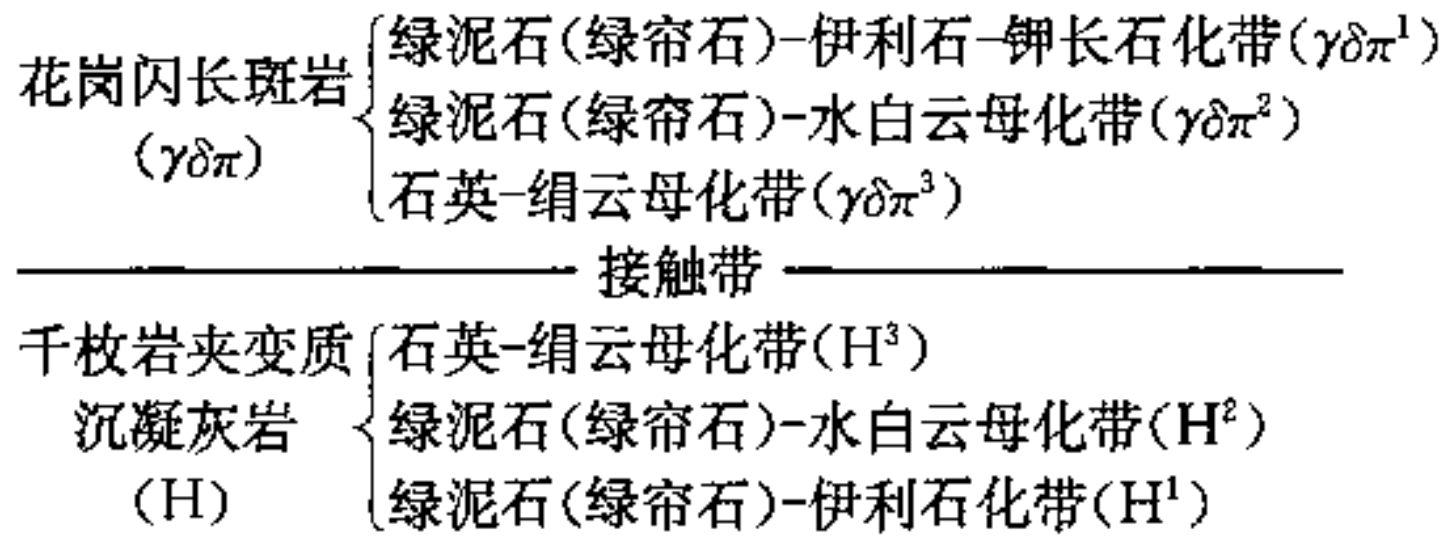 花岗闪长斑岩
(γδπ)
绿泥石(绿帘石)-伊利石-钾长石化带(γδπ¹)
绿泥石(绿帘石)-水白云母化带(γδπ²)
石英-绢云母化带(γδπ³)
接触带
千枚岩夹变质
沉凝灰岩
(H)
石英-绢云母化带(H³)
绿泥石(绿帘石)-水白云母化带(H²)
绿泥石(绿帘石)-伊利石化带(H¹)